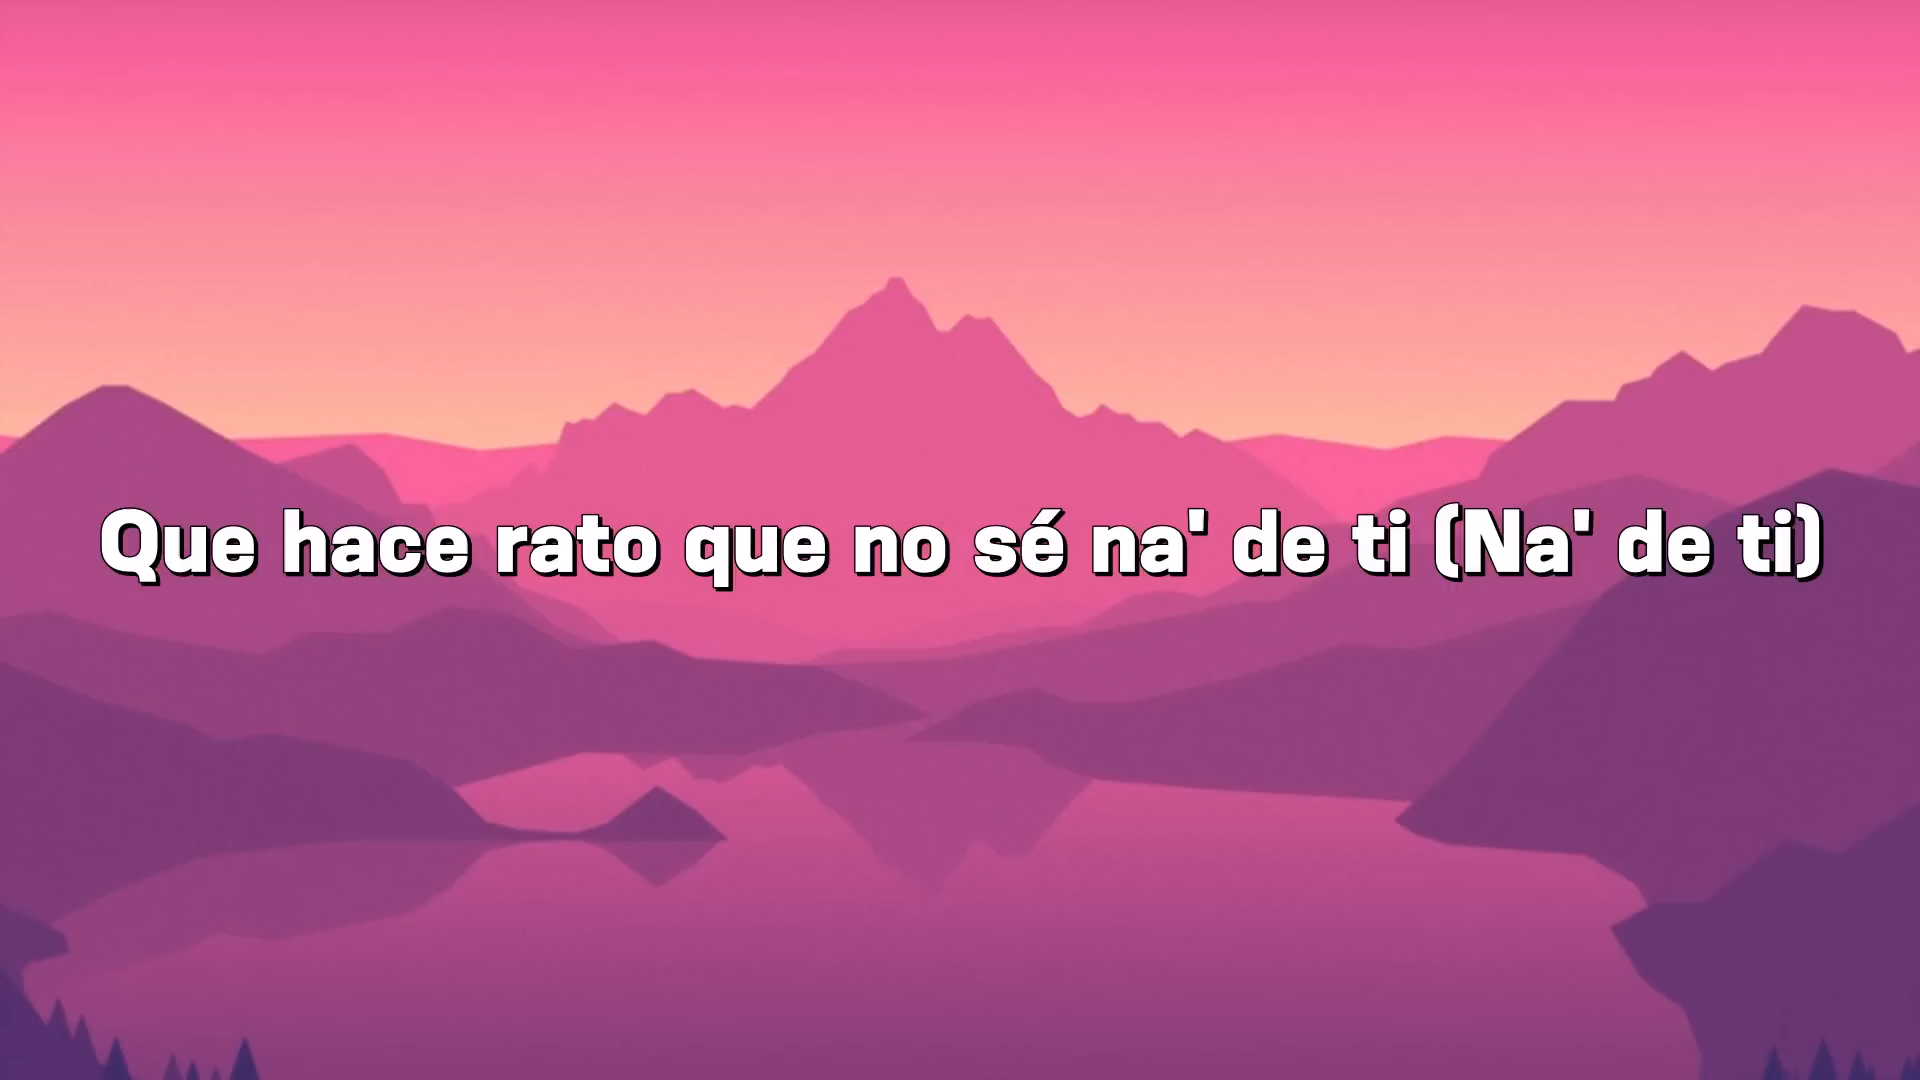 Que hace rato que no sé na' de ti (Na' de ti)